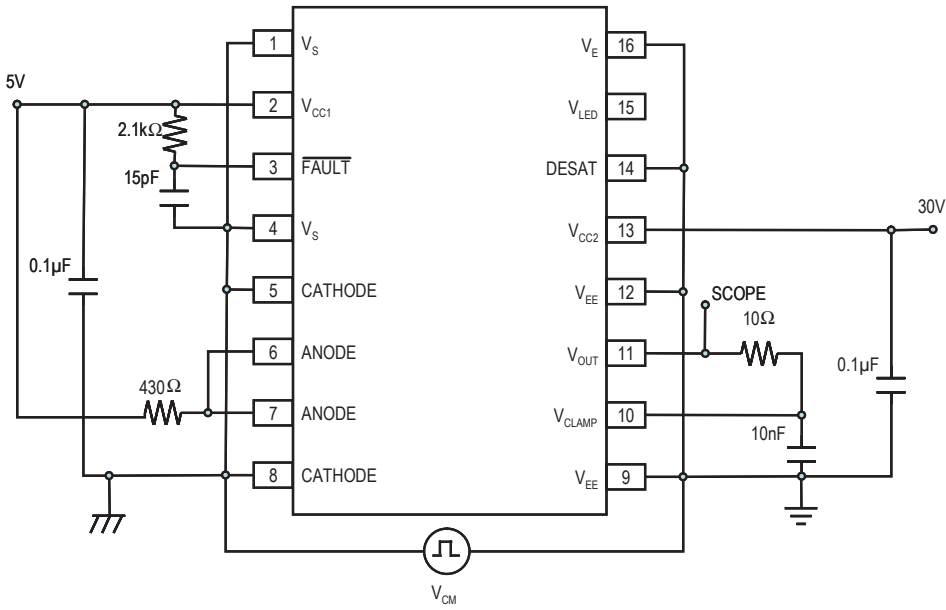 1 V_S
V_E 16
5V
2 V_CC1
V_LED 15
2.1kΩ
3 FAULT
DESAT 14
15pF
4 V_S
V_CC2 13
30V
0.1µF
5 CATHODE
V_EE 12
SCOPE
10Ω
6 ANODE
V_OUT 11
0.1µF
430Ω
7 ANODE
V_CLAMP 10
10nF
8 CATHODE
V_EE 9
V_CM